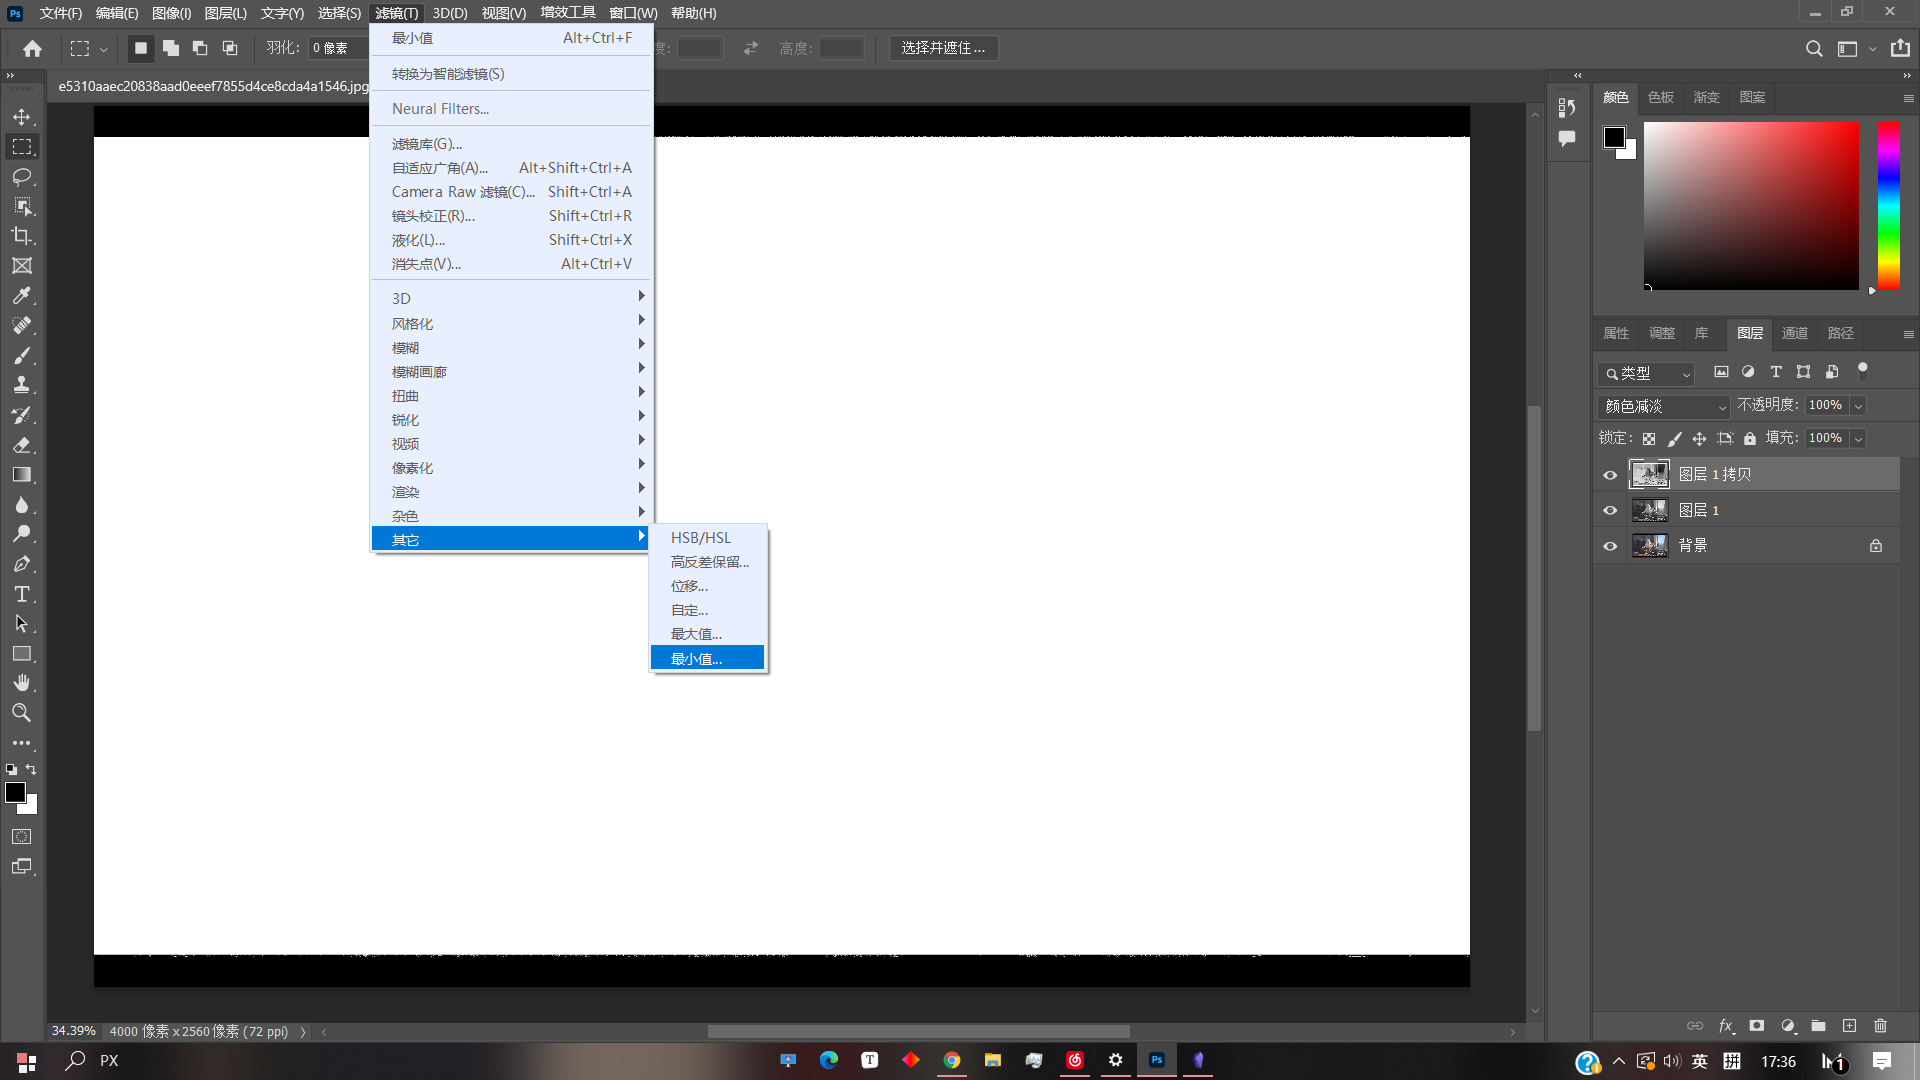 Ps 文件(F) 编辑(E) 图像(I) 图层(L) 文字(Y) 选择(S) 滤镜(T) 3D(D) 视图(V) 增效工具 窗口(W) 帮助(H)
羽化: 0 像素 高度: 选择并遮住 ...
e5310aaec20838aad0eeef7855d4ce8cda4a1546.jpg
最小值 Alt+Ctrl+F
转换为智能滤镜(S)
Neural Filters...
滤镜库(G)...
自适应广角(A)... Alt+Shift+Ctrl+A
Camera Raw 滤镜(C)... Shift+Ctrl+A
镜头校正(R)... Shift+Ctrl+R
液化(L)... Shift+Ctrl+X
消失点(V)... Alt+Ctrl+V
3D
风格化
模糊
模糊画廊
扭曲
锐化
视频
像素化
渲染
杂色
其它
HSB/HSL
高反差保留...
位移...
自定...
最大值...
最小值...
颜色 色板 渐变 图案
属性 调整 库 图层 通道 路径
类型
颜色减淡 不透明度: 100%
锁定: 填充: 100%
图层 1 拷贝
图层 1
背景
fx
34.39% 4000 像素 x 2560 像素 (72 ppi)
PX
T
Ps
英
拼
17:36
1